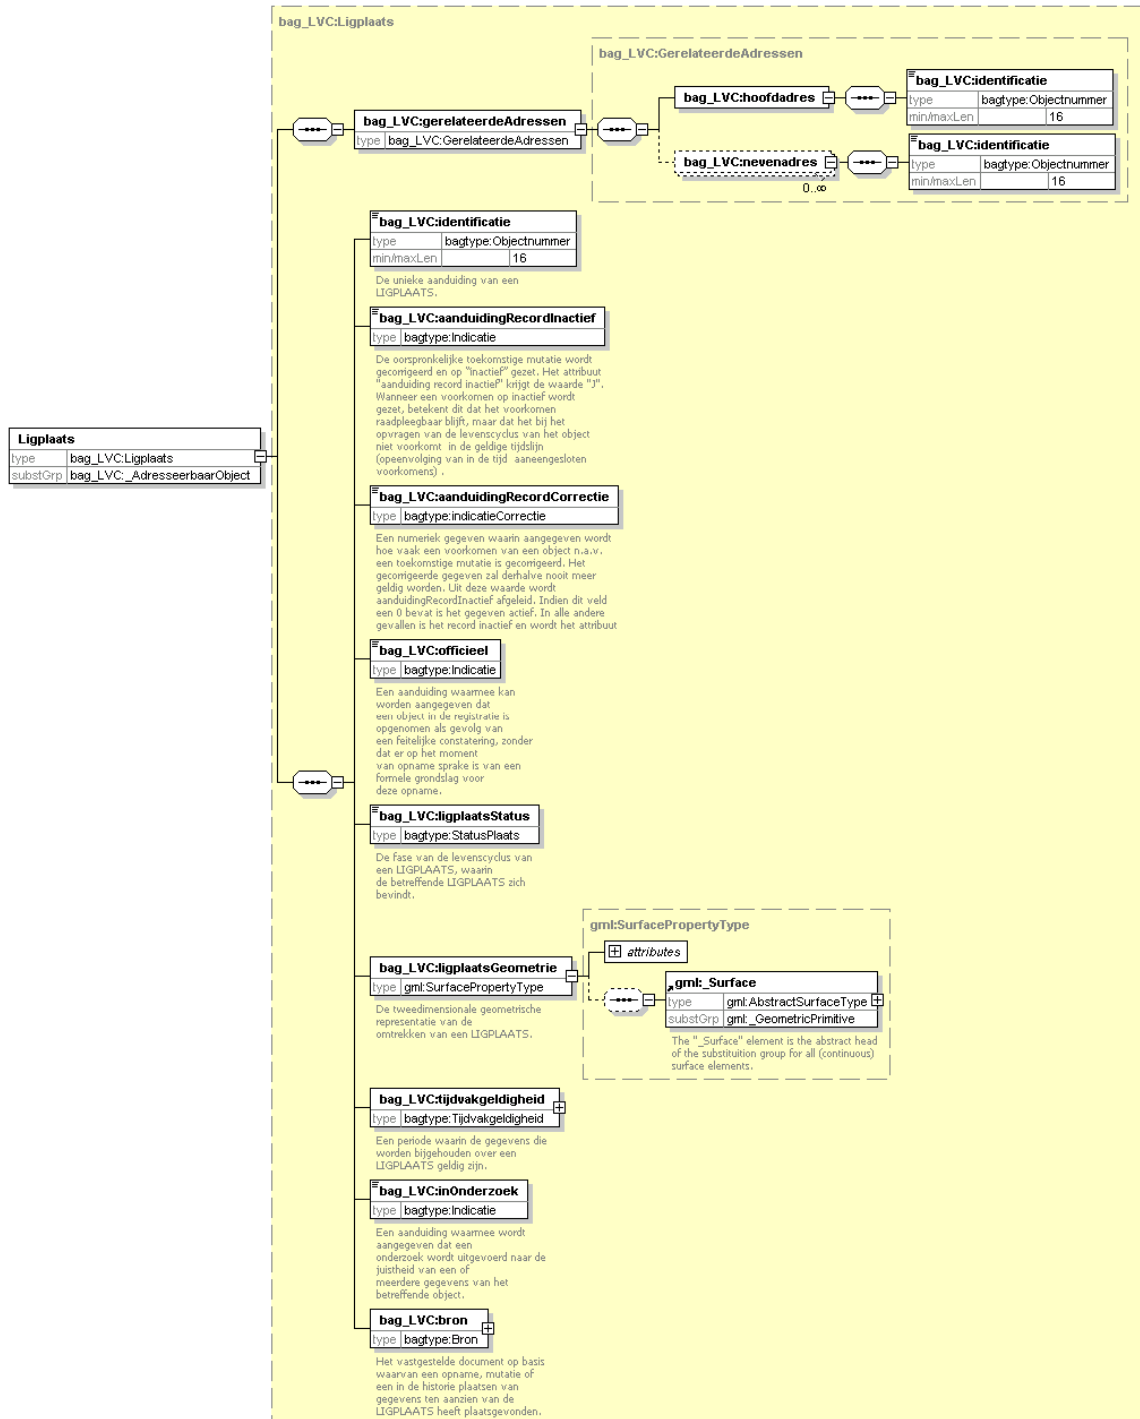 bag_LVC:Ligplaats
bag_LVC:GerelateerdeAdressen
bag_LVC:hoofdadres
bag_LVC:identificatie
type bagtype:Objectnummer
min/maxLen 16
bag_LVC:gerelateerdeAdressen
type bag_LVC:GerelateerdeAdressen
bag_LVC:nevenadres
0..∞
bag_LVC:identificatie
type bagtype:Objectnummer
min/maxLen 16
bag_LVC:identificatie
type bagtype:Objectnummer
min/maxLen 16
De unieke aanduiding van een
LIGPLAATS.
bag_LVC:aanduidingRecordInactief
type bagtype:Indicatie
De oorspronkelijke toekomstige mutatie wordt
gecorrigeerd en op "inactief" gezet. Het attribuut
"aanduiding record inactief" krijgt de waarde "J".
Wanneer een voorkomen op inactief wordt
gezet, betekent dit dat het voorkomen
raadpleegbaar blijft, maar dat het bij het
opvragen van de levenscyclus van het object
niet voorkomt in de geldige tijdslijn
(opeenvolging van in de tijd aaneengesloten
voorkomens) .
Ligplaats
type bag_LVC:Ligplaats
substGrp bag_LVC:_AdresseerbaarObject
bag_LVC:aanduidingRecordCorrectie
type bagtype:indicatieCorrectie
Een numeriek gegeven waarin aangegeven wordt
hoe vaak een voorkomen van een object n.a.v.
een toekomstige mutatie is gecorrigeerd. Het
gecorrigeerde gegeven zal derhalve nooit meer
geldig worden. Uit deze waarde wordt
aanduidingRecordInactief afgeleid. Indien dit veld
een 0 bevat is het gegeven actief. In alle andere
gevallen is het record inactief en wordt het attribuut
bag_LVC:officieel
type bagtype:Indicatie
Een aanduiding waarmee kan
worden aangegeven dat
een object in de registratie is
opgenomen als gevolg van
een feitelijke constatering, zonder
dat er op het moment
van opname sprake is van een
formele grondslag voor
deze opname.
bag_LVC:ligplaatsStatus
type bagtype:StatusPlaats
De fase van de levenscyclus van
een LIGPLAATS, waarin
de betreffende LIGPLAATS zich
bevindt.
gml:SurfacePropertyType
attributes
bag_LVC:ligplaatsGeometrie
type gml:SurfacePropertyType
De tweedimensionale geometrische
representatie van de
omtrekken van een LIGPLAATS.
gml:_Surface
type gml:AbstractSurfaceType
substGrp gml:_GeometricPrimitive
The "_Surface" element is the abstract head
of the substituition group for all (continuous)
surface elements.
bag_LVC:tijdvakgeldigheid
type bagtype:Tijdvakgeldigheid
Een periode waarin de gegevens die
worden bijgehouden over een
LIGPLAATS geldig zijn.
bag_LVC:inOnderzoek
type bagtype:Indicatie
Een aanduiding waarmee wordt
aangegeven dat een
onderzoek wordt uitgevoerd naar de
juistheid van een of
meerdere gegevens van het
betreffende object.
bag_LVC:bron
type bagtype:Bron
Het vastgestelde document op basis
waarvan een opname, mutatie of
een in de historie plaatsen van
gegevens ten aanzien van de
LIGPLAATS heeft plaatsgevonden.